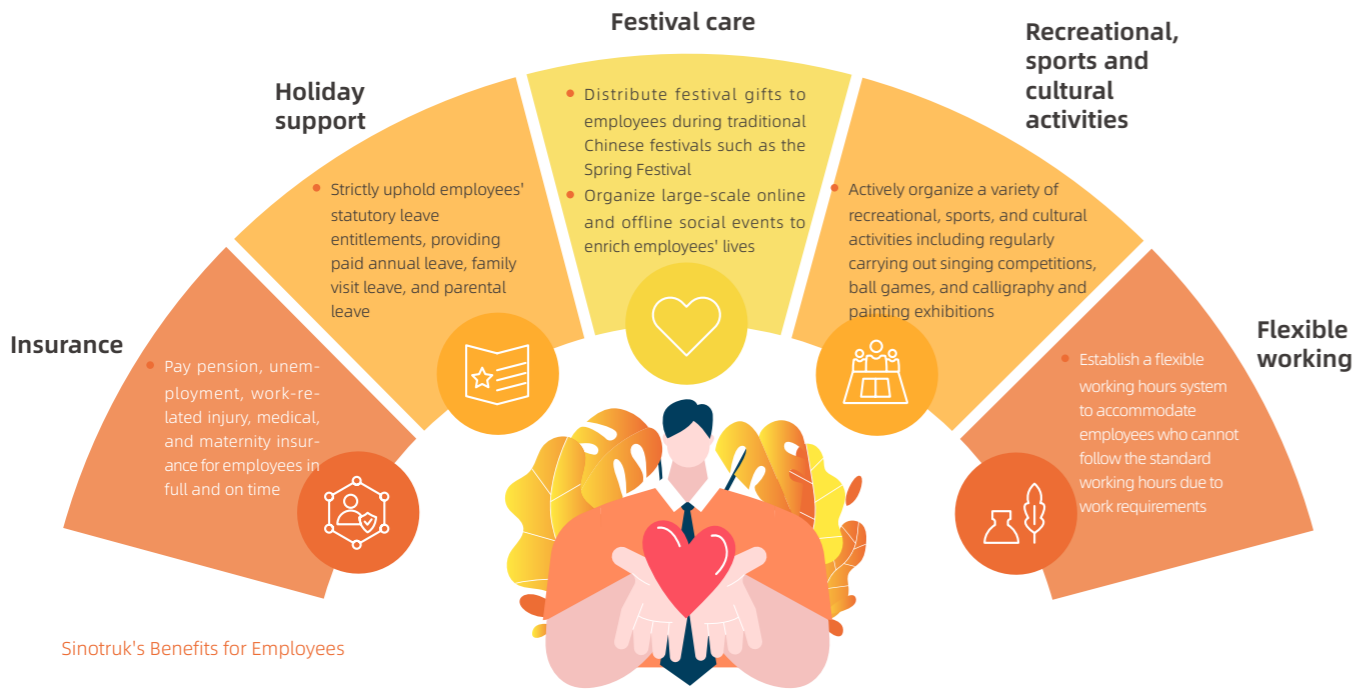 Insurance
Pay pension, unem-
ployment, work-re-
lated injury, medical,
and maternity insur-
ance for employees in
full and on time
Holiday
support
Strictly uphold employees'
statutory leave
entitlements, providing
paid annual leave, family
visit leave, and parental
leave
Festival care
Distribute festival gifts to
employees during traditional
Chinese festivals such as the
Spring Festival
Organize large-scale online
and offline social events to
enrich employees' lives
Recreational,
sports and
cultural
activities
Actively organize a variety of
recreational, sports, and cultural
activities including regularly
carrying out singing competitions,
ball games, and calligraphy and
painting exhibitions
Flexible
working
Establish a flexible
working hours system
to accommodate
employees who cannot
follow the standard
working hours due to
work requirements
Sinotruk's Benefits for Employees